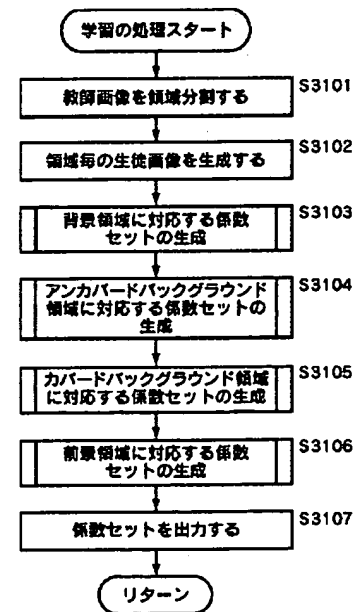 学習の処理スタート
教師画像を領域分割する
S3101
領域毎の生徒画像を生成する
S3102
背景領域に対応する係数
セットの生成
S3103
アンカバードバックグラウンド
領域に対応する係数セットの
生成
S3104
カバードバックグラウンド領域
に対応する係数セットの生成
S3105
前景領域に対応する係数
セットの生成
S3106
係数セットを出力する
S3107
リターン